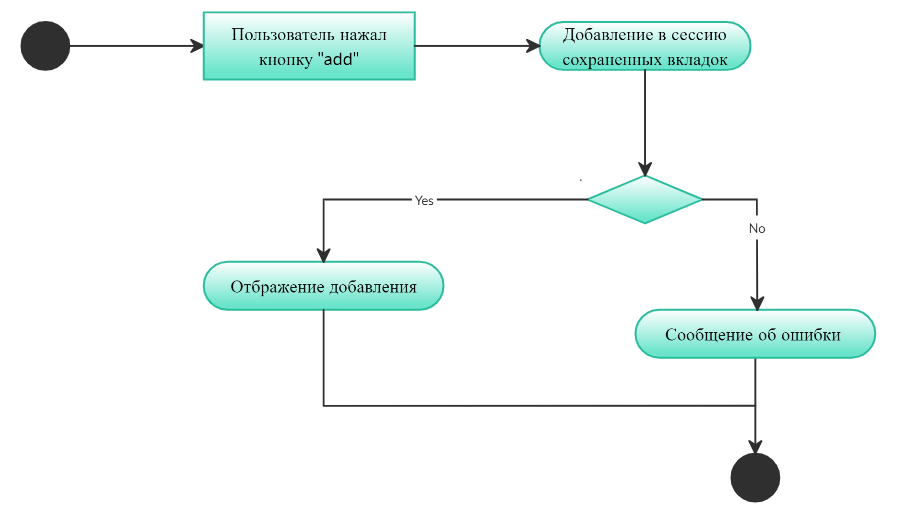 Пользователь нажал
кнопку "add"
Добавление в сессию
сохраненных вкладок
Yes
No
Отбражение добавления
Сообщение об ошибки